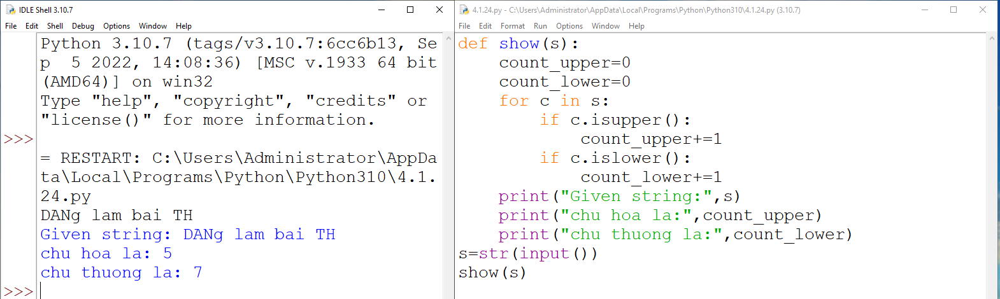 IDLE Shell 3.10.7
File Edit Shell Debug Options Window Help
Python 3.10.7 (tags/v3.10.7:6cc6b13, Se
p  5 2022, 14:08:36) [MSC v.1933 64 bit
(AMD64)] on win32
Type "help", "copyright", "credits" or
"license()" for more information.
>>>
= RESTART: C:\Users\Administrator\AppDa
ta\Local\Programs\Python\Python310\4.1.
24.py
DANg lam bai TH
Given string: DANg lam bai TH
chu hoa la: 5
chu thuong la: 7
>>>
4.1.24.py - C:\Users\Administrator\AppData\Local\Programs\Python\Python310\4.1.24.py (3.10.7)
File Edit Format Run Options Window Help
def show(s):
    count_upper=0
    count_lower=0
    for c in s:
        if c.isupper():
            count_upper+=1
        if c.islower():
            count_lower+=1
    print("Given string:",s)
    print("chu hoa la:",count_upper)
    print("chu thuong la:",count_lower)
s=str(input())
show(s)